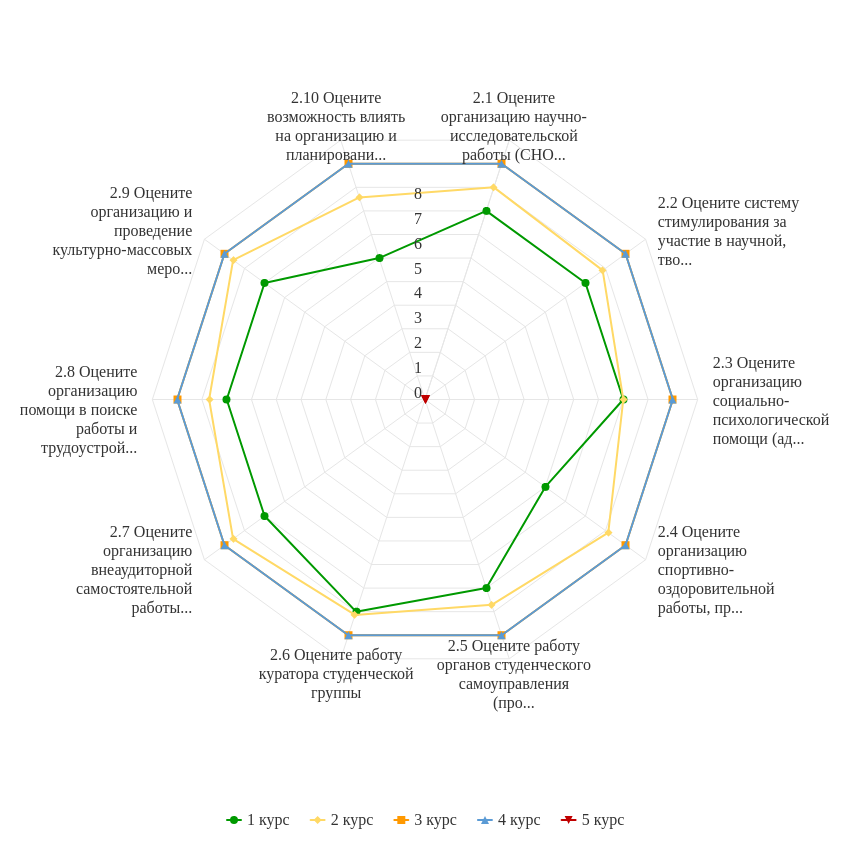 2.10 Оцените
возможность влиять
на организацию и
планировани...
2.1 Оцените
организацию научно-
исследовательской
работы (СНО...
2.9 Оцените
организацию и
проведение
культурно-массовых
меро...
2.2 Оцените систему
стимулирования за
участие в научной,
тво...
8
7
6
5
4
3
2
1
0
2.8 Оцените
организацию
помощи в поиске
работы и
трудоустрой...
2.3 Оцените
организацию
социально-
психологической
помощи (ад...
2.7 Оцените
организацию
внеаудиторной
самостоятельной
работы...
2.4 Оцените
организацию
спортивно-
оздоровительной
работы, пр...
2.6 Оцените работу
куратора студенческой
группы
2.5 Оцените работу
органов студенческого
самоуправления
(про...
1 курс 2 курс 3 курс 4 курс 5 курс